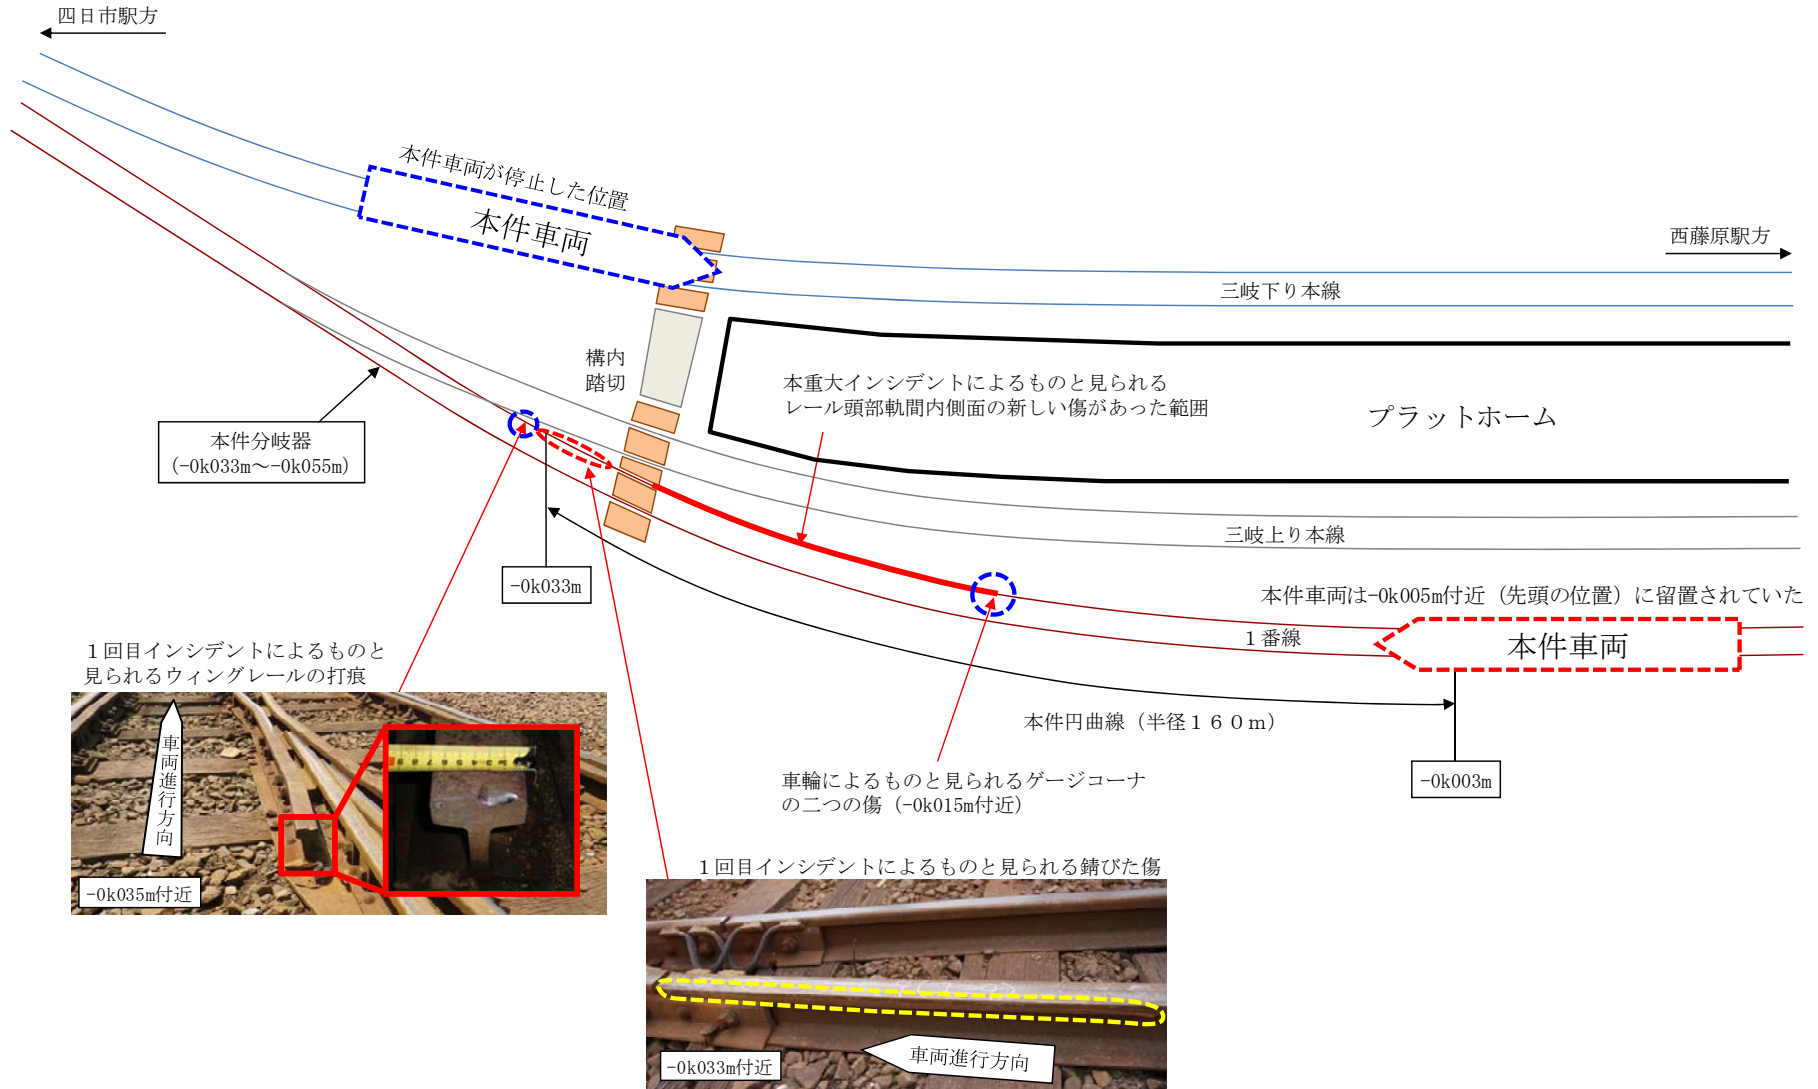 四日市駅方
本件車両が停止した位置
本件車両
西藤原駅方
三岐下り本線
構内
踏切
本重大インシデントによるものと見られる
レール頭部軌間内側面の新しい傷があった範囲
プラットホーム
本件分岐器
(-0k033m～-0k055m)
三岐上り本線
-0k033m
本件車両は-0k005m付近（先頭の位置）に留置されていた
１番線
本件車両
１回目インシデントによるものと
見られるウィングレールの打痕
本件円曲線（半径１６０ｍ）
車両進行方向
車輪によるものと見られるゲージコーナ
の二つの傷（-0k015m付近）
-0k003m
-0k035m付近
１回目インシデントによるものと見られる錆びた傷
車両進行方向
-0k033m付近